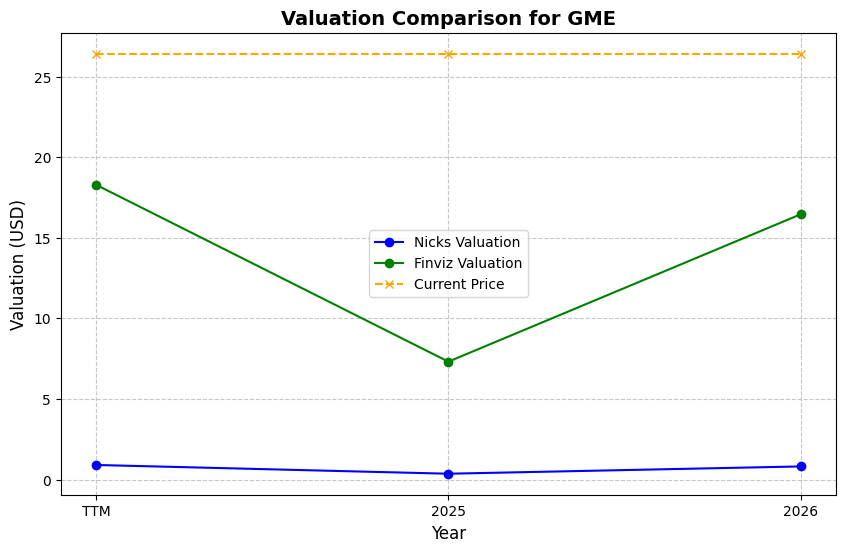 Valuation Comparison for GME
Valuation (USD)
25
20
15
10
5
0
Nicks Valuation
Finviz Valuation
Current Price
TTM
2025
2026
Year